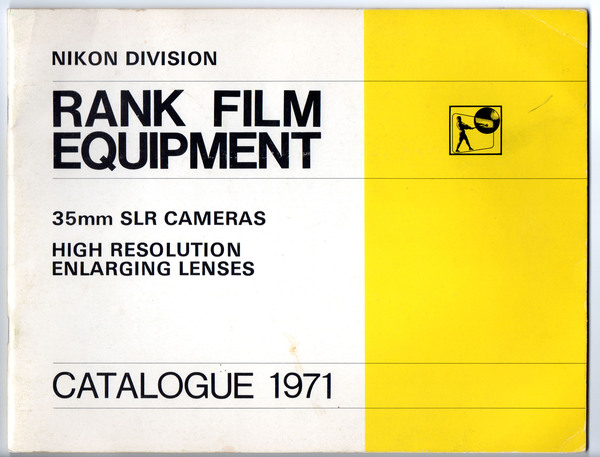 NIKON DIVISION
RANK FILM
EQUIPMENT
35mm SLR CAMERAS
HIGH RESOLUTION
ENLARGING LENSES
CATALOGUE 1971